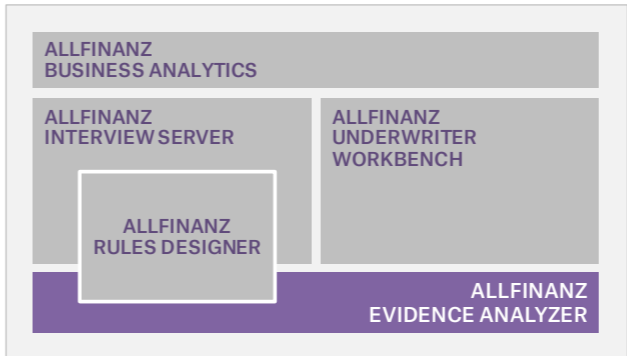 ALLFINANZ
BUSINESS ANALYTICS
ALLFINANZ
INTERVIEW SERVER
ALLFINANZ
UNDERWRITER
WORKBENCH
ALLFINANZ
RULES DESIGNER
ALLFINANZ
EVIDENCE ANALYZER